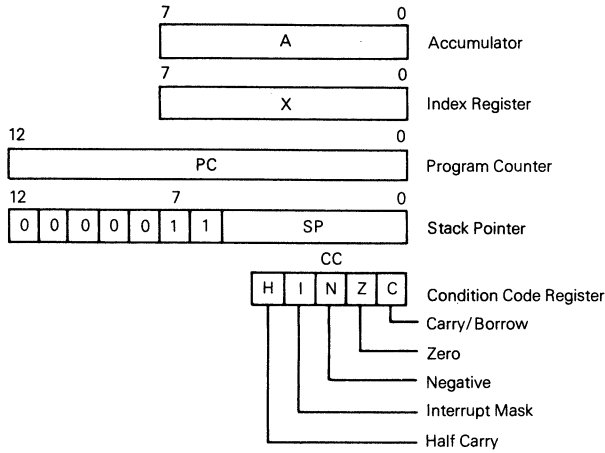 7 0
A Accumulator
7 0
X Index Register
12 0
PC Program Counter
12 7 0
0 0 0 0 0 1 1 SP Stack Pointer
CC
H I N Z C Condition Code Register
Carry/Borrow
Zero
Negative
Interrupt Mask
Half Carry